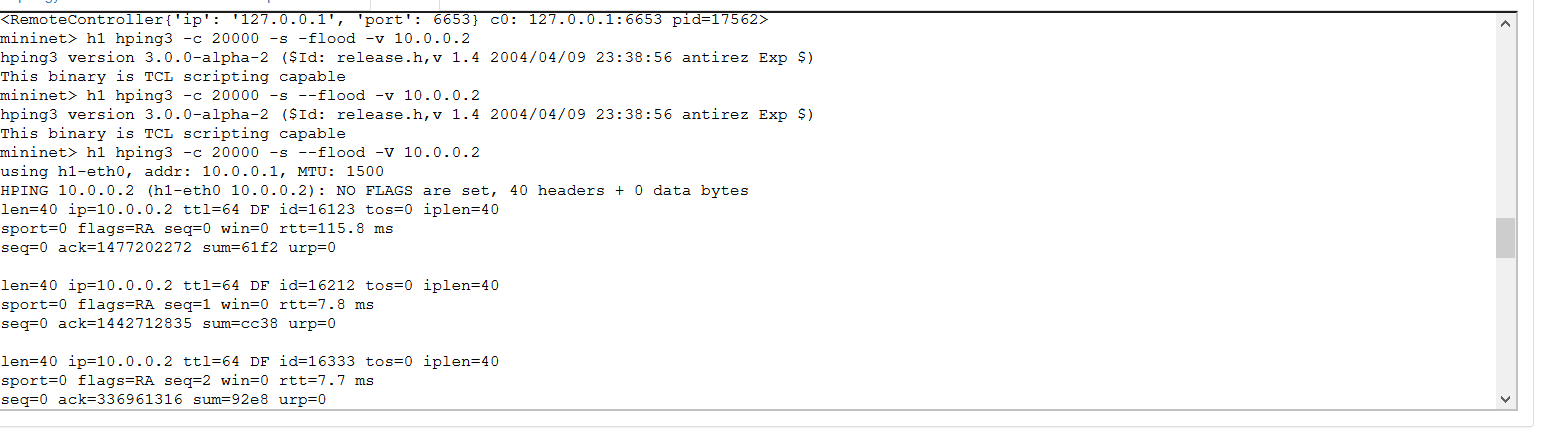 <RemoteController{'ip': '127.0.0.1', 'port': 6653} c0: 127.0.0.1:6653 pid=17562>
mininet> h1 hping3 -c 20000 -s -flood -v 10.0.0.2
hping3 version 3.0.0-alpha-2 ($Id: release.h,v 1.4 2004/04/09 23:38:56 antirez Exp $)
This binary is TCL scripting capable
mininet> h1 hping3 -c 20000 -s --flood -v 10.0.0.2
hping3 version 3.0.0-alpha-2 ($Id: release.h,v 1.4 2004/04/09 23:38:56 antirez Exp $)
This binary is TCL scripting capable
mininet> h1 hping3 -c 20000 -s --flood -V 10.0.0.2
using h1-eth0, addr: 10.0.0.1, MTU: 1500
HPING 10.0.0.2 (h1-eth0 10.0.0.2): NO FLAGS are set, 40 headers + 0 data bytes
len=40 ip=10.0.0.2 ttl=64 DF id=16123 tos=0 iplen=40
sport=0 flags=RA seq=0 win=0 rtt=115.8 ms
seq=0 ack=1477202272 sum=61f2 urp=0
len=40 ip=10.0.0.2 ttl=64 DF id=16212 tos=0 iplen=40
sport=0 flags=RA seq=1 win=0 rtt=7.8 ms
seq=0 ack=1442712835 sum=cc38 urp=0
len=40 ip=10.0.0.2 ttl=64 DF id=16333 tos=0 iplen=40
sport=0 flags=RA seq=2 win=0 rtt=7.7 ms
seq=0 ack=336961316 sum=92e8 urp=0